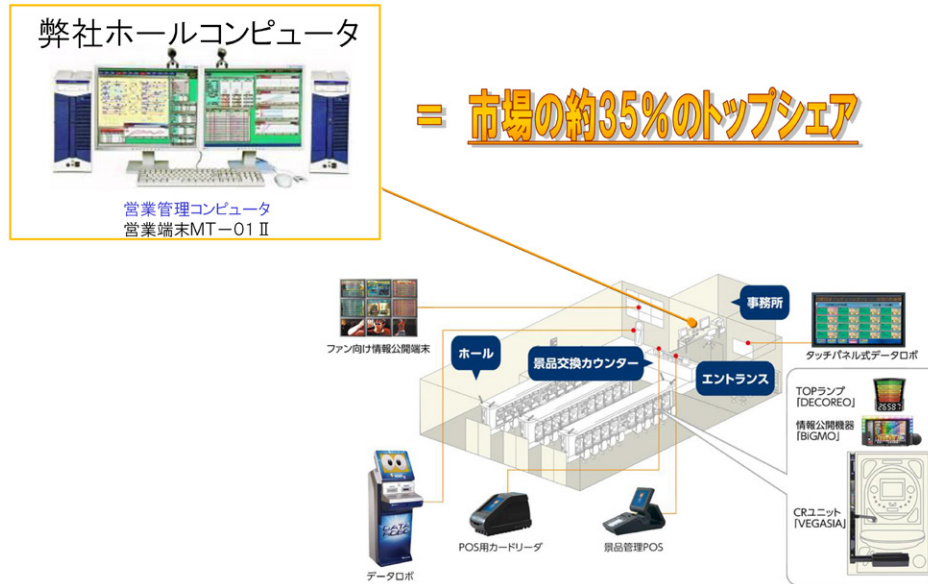 弊社ホールコンピュータ
= 市場の約35%のトップシェア
営業管理コンピュータ
営業端末MT－01Ⅱ
事務所
ファン向け情報公開端末
ホール
景品交換カウンター
エントランス
タッチパネル式データロボ
TOPランプ
「DECOREO」
26587
情報公開機器
「BiGMO」
CRユニット
「VEGASIA」
POS用カードリーダ
景品管理POS
データロボ